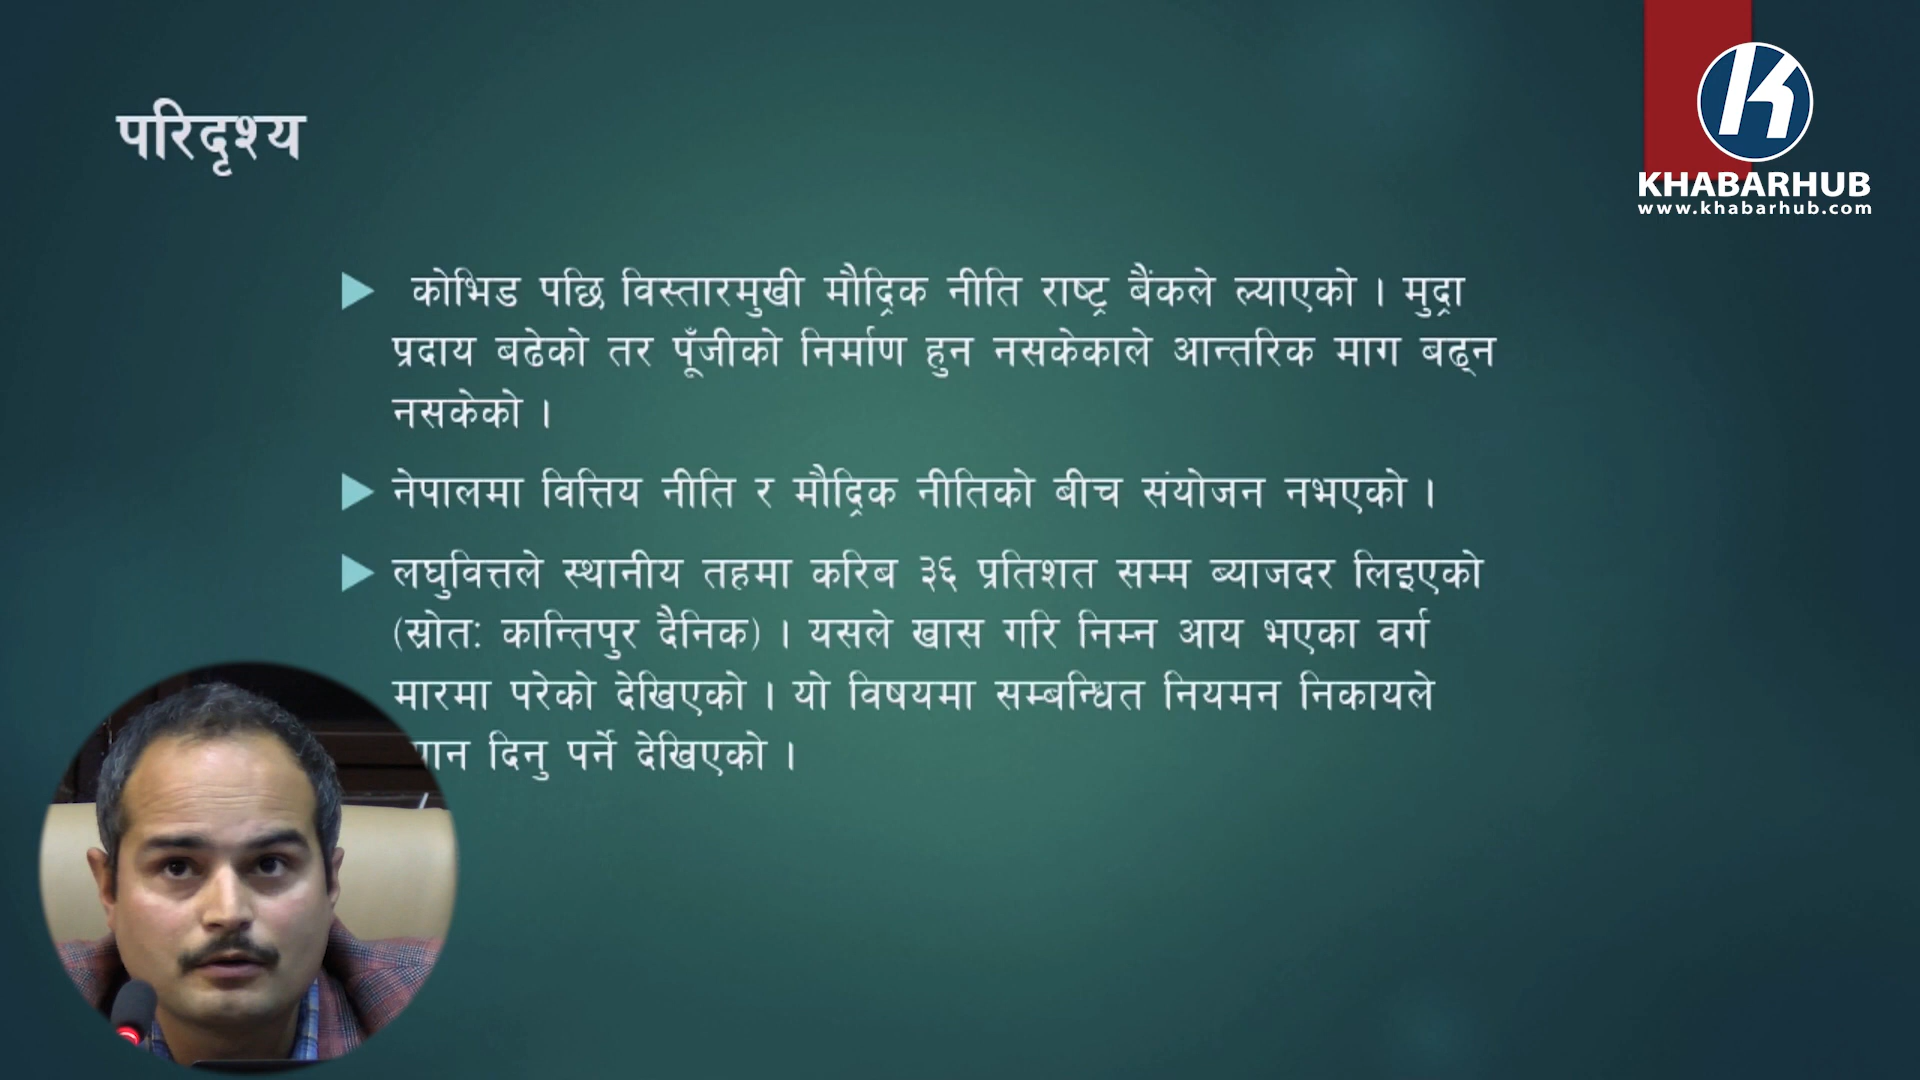 परिदृश्य
KHABARHUB
www.khabarhub.com
कोभिड पछि विस्तारमुखी मौद्रिक नीति राष्ट्र बैंकले ल्याएको । मुद्रा
प्रदाय बढेको तर पूँजीको निर्माण हुन नसकेकाले आन्तरिक माग बढ्न
नसकेको ।
नेपालमा वित्तिय नीति र मौद्रिक नीतिको बीच संयोजन नभएको ।
लघुवित्तले स्थानीय तहमा करिब ३६ प्रतिशत सम्म ब्याजदर लिइएको
(स्रोतः कान्तिपुर दैनिक) । यसले खास गरि निम्न आय भएका वर्ग
मारमा परेको देखिएको । यो विषयमा सम्बन्धित नियमन निकायले
दिनु पर्ने देखिएको ।